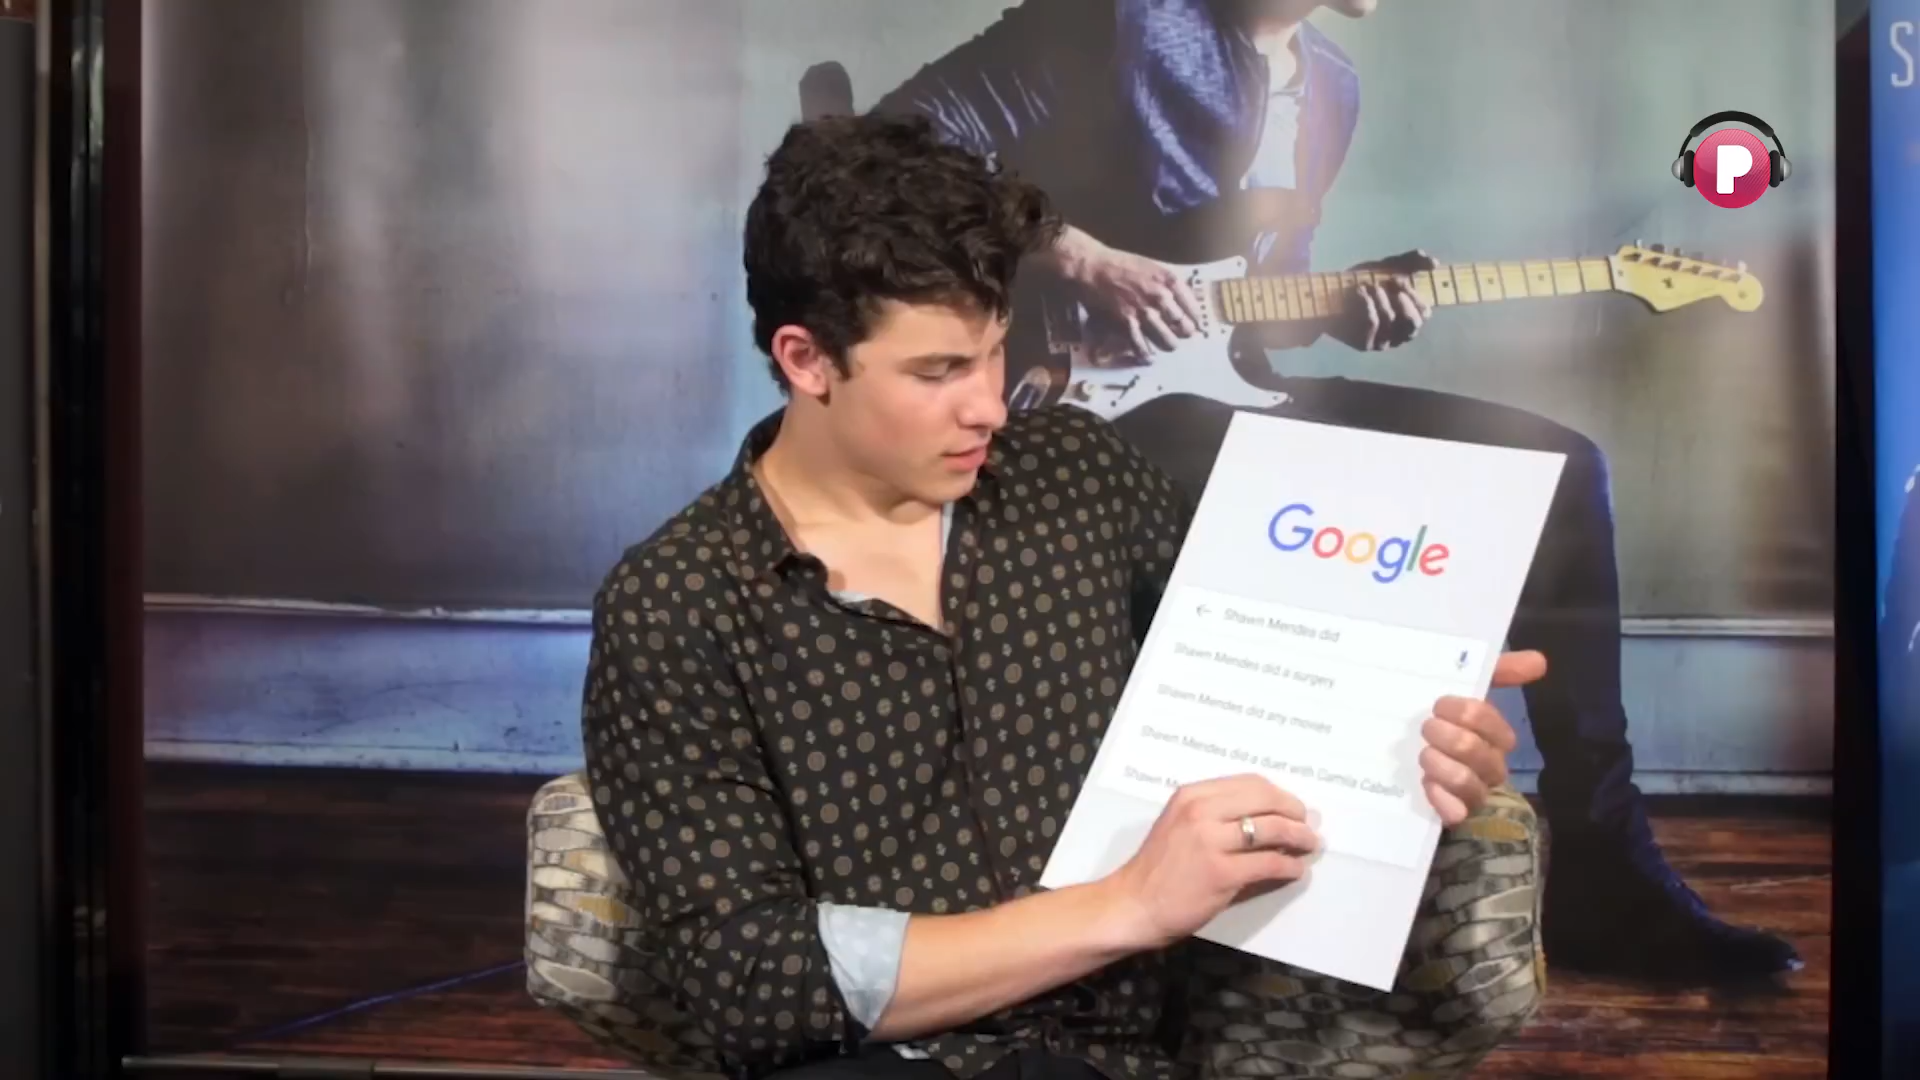 S
P
Google
Shawn Mendes did
Shawn Mendes did a surgery
Shawn Mendes did any movies
Shawn Mendes did a duet with Camila Cabello
Shawn